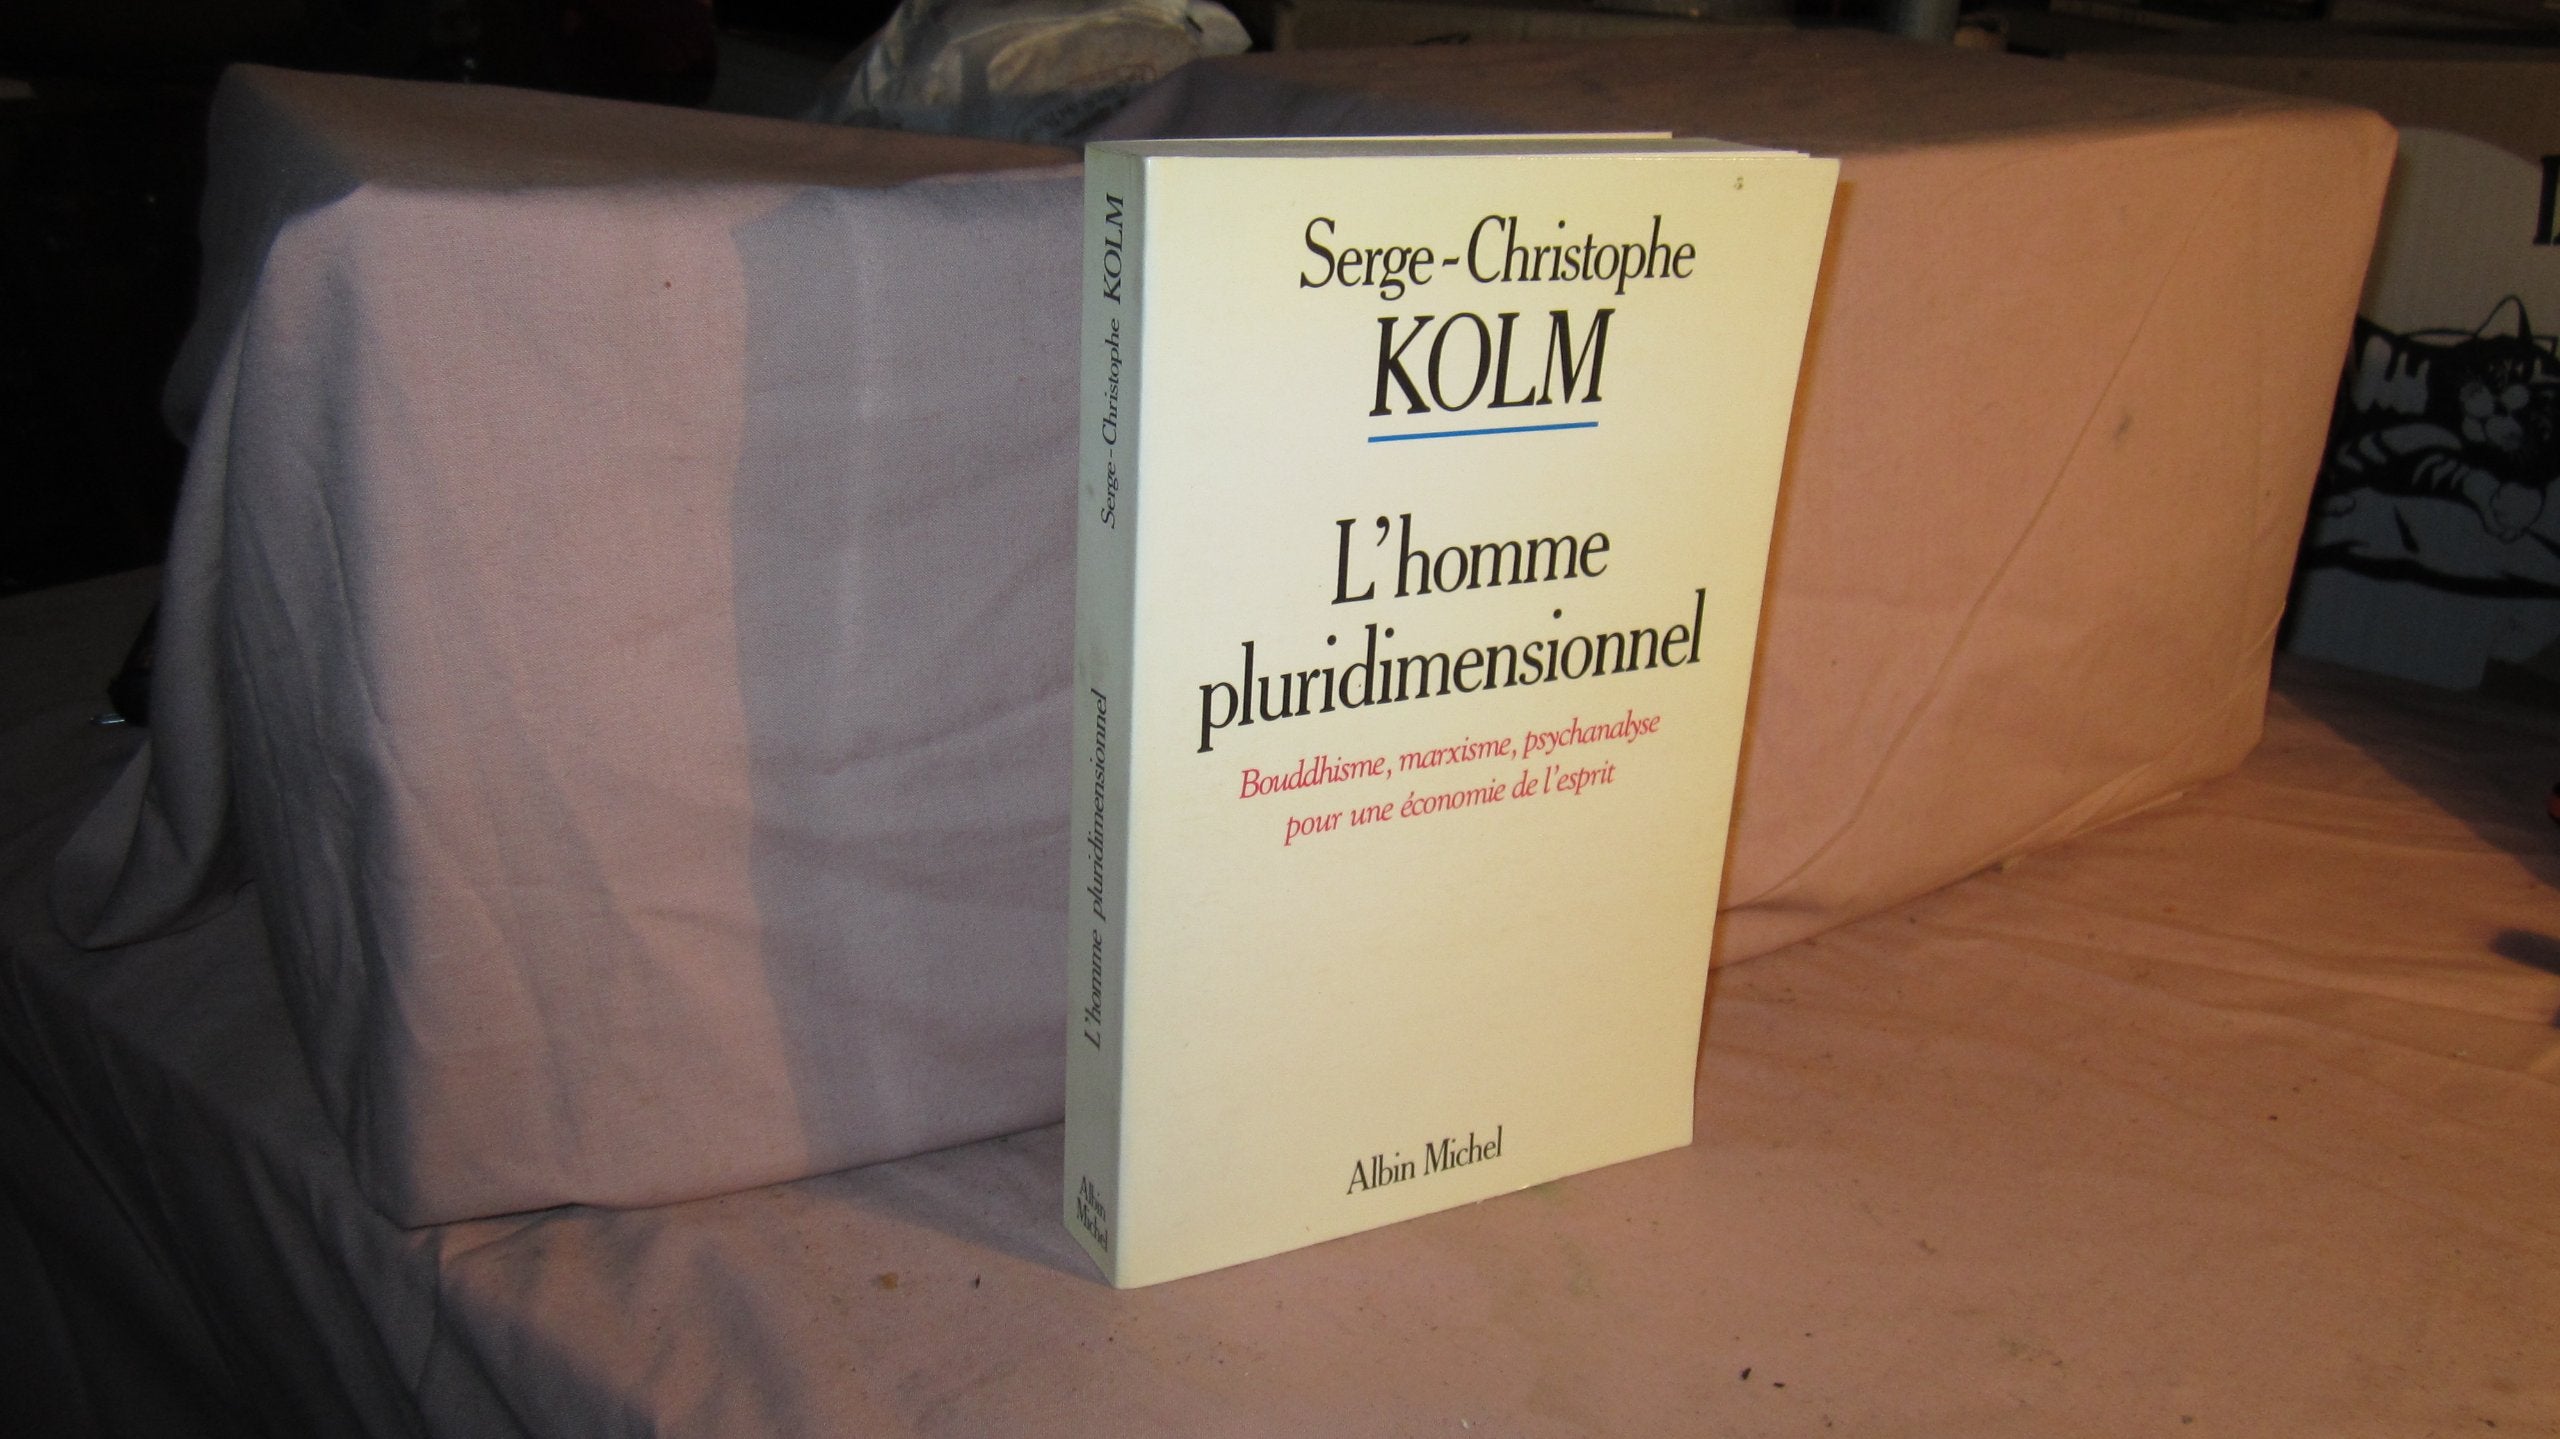 Serge-Christophe KOLM
L'homme pluridimensionnel
Albin
Michel
Serge-Christophe
KOLM
L'homme
pluridimensionnel
Bouddhisme, marxisme, psychanalyse
pour une économie de l'esprit
Albin Michel